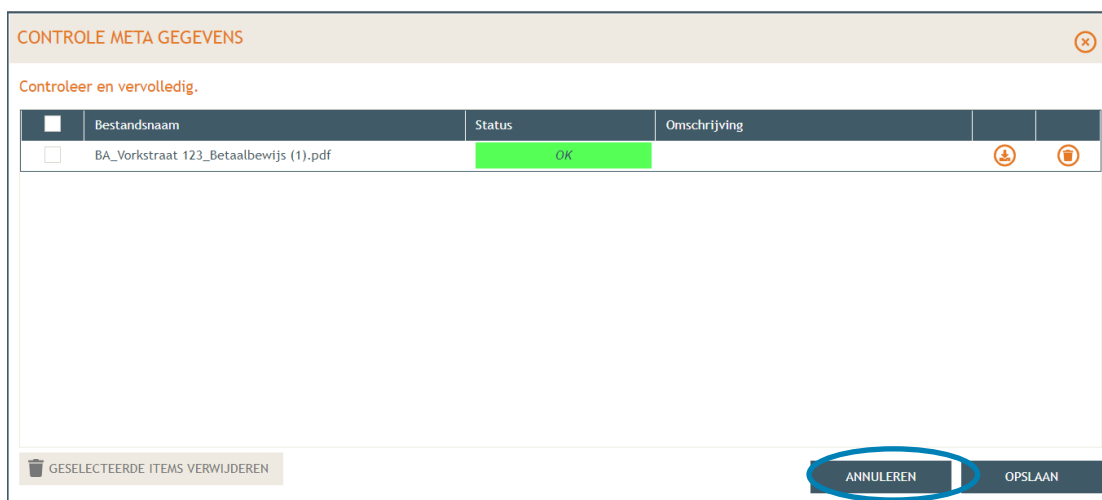 CONTROLE META GEGEVENS
Controleer en vervolledig.
Bestandsnaam Status Omschrijving
BA_Vorkstraat 123_Betaalbewijs (1).pdf OK
GESELECTEERDE ITEMS VERWIJDEREN
ANNULEREN OPSLAAN